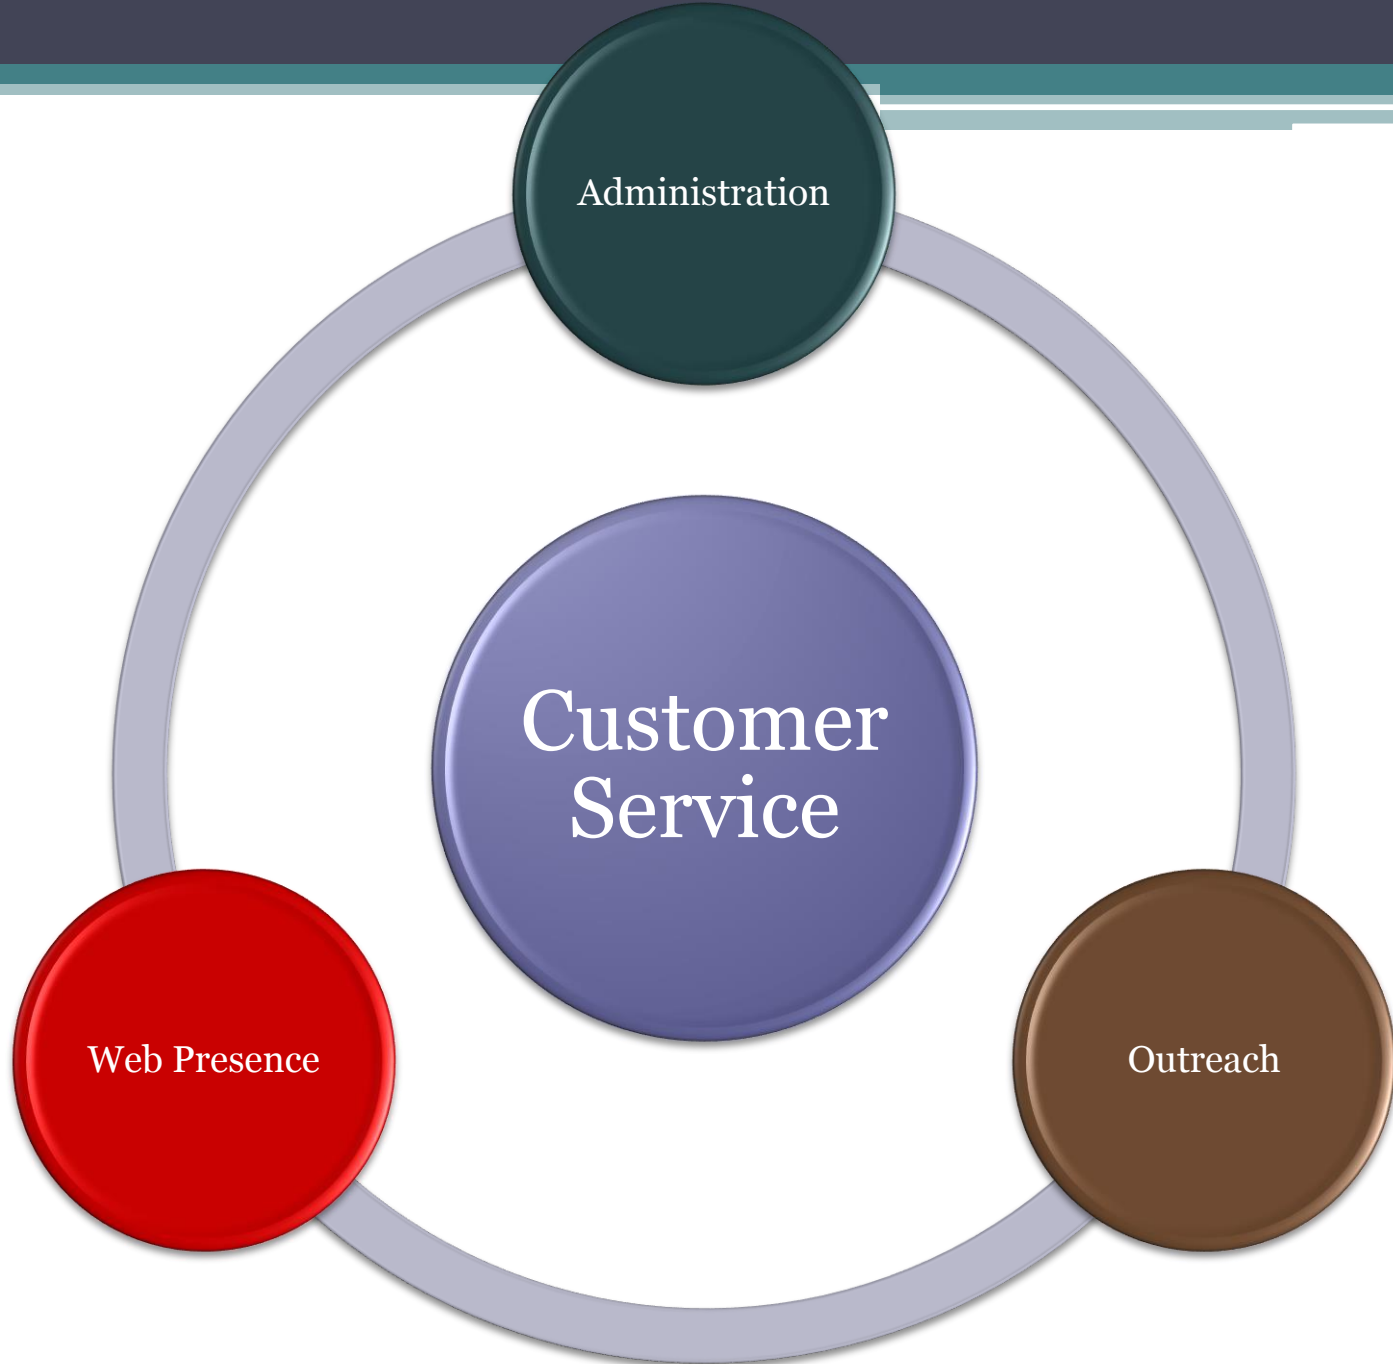 Administration
Customer
Service
Web Presence
Outreach